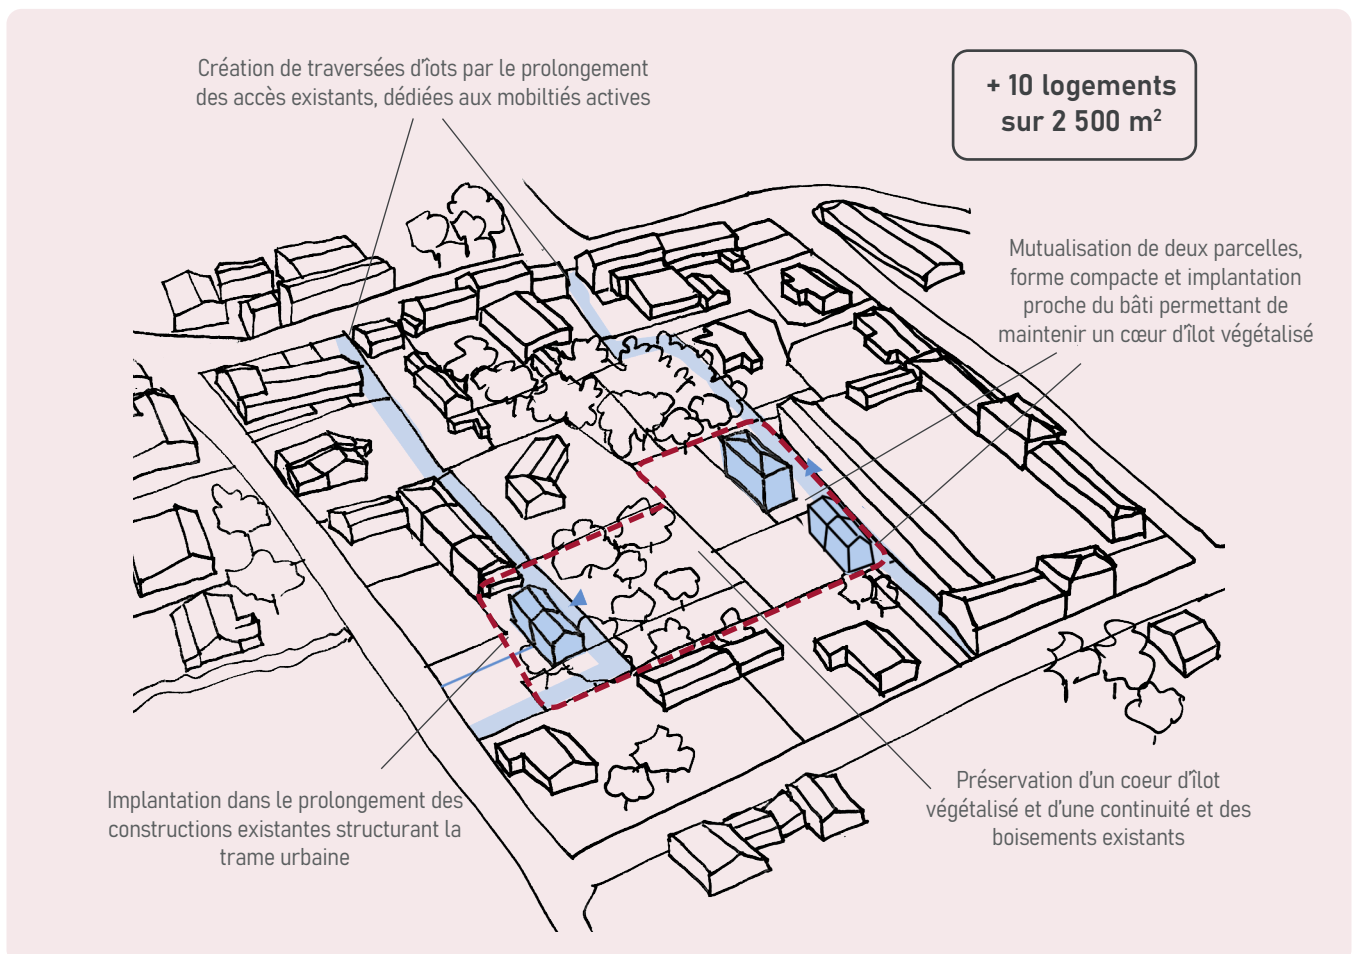 Création de traversées d'îots par le prolongement
des accès existants, dédiées aux mobiltiés actives
+ 10 logements
sur 2 500 m²
Mutualisation de deux parcelles,
forme compacte et implantation
proche du bâti permettant de
maintenir un cœur d'îlot végétalisé
Implantation dans le prolongement des
constructions existantes structurant la
trame urbaine
Préservation d'un coeur d'îlot
végétalisé et d'une continuité et des
boisements existants